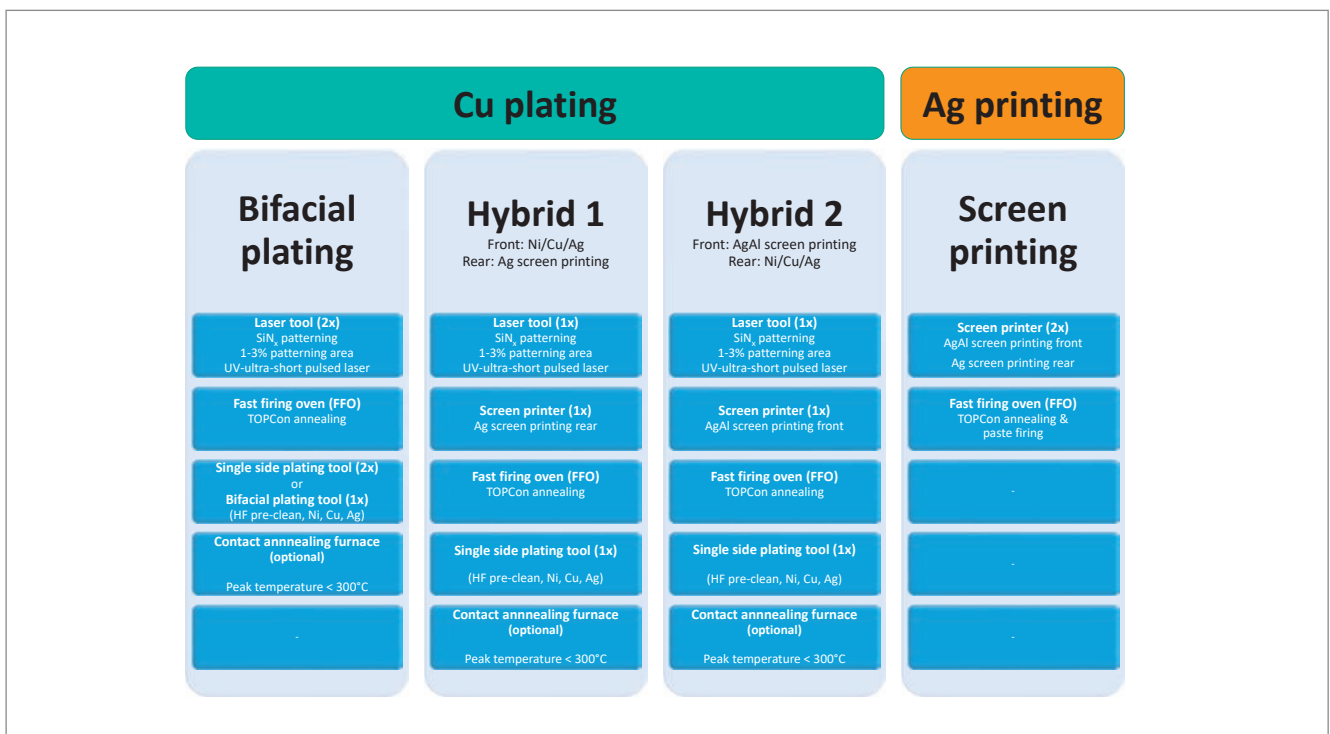 Cu plating
Ag printing
Bifacial
plating
Laser tool (2x)
SiNx patterning
1-3% patterning area
UV-ultra-short pulsed laser
Fast firing oven (FFO)
TOPCon annealing
Single side plating tool (2x)
or
Bifacial plating tool (1x)
(HF pre-clean, Ni, Cu, Ag)
Contact annnealing furnace
(optional)
Peak temperature < 300°C
-
Hybrid 1
Front: Ni/Cu/Ag
Rear: Ag screen printing
Laser tool (1x)
SiNx patterning
1-3% patterning area
UV-ultra-short pulsed laser
Screen printer (1x)
Ag screen printing rear
Fast firing oven (FFO)
TOPCon annealing
Single side plating tool (1x)
(HF pre-clean, Ni, Cu, Ag)
Contact annnealing furnace
(optional)
Peak temperature < 300°C
Hybrid 2
Front: AgAl screen printing
Rear: Ni/Cu/Ag
Laser tool (1x)
SiNx patterning
1-3% patterning area
UV-ultra-short pulsed laser
Screen printer (1x)
AgAl screen printing front
Fast firing oven (FFO)
TOPCon annealing
Single side plating tool (1x)
(HF pre-clean, Ni, Cu, Ag)
Contact annnealing furnace
(optional)
Peak temperature < 300°C
Screen
printing
Screen printer (2x)
AgAl screen printing front
Ag screen printing rear
Fast firing oven (FFO)
TOPCon annealing &
paste firing
-
-
-